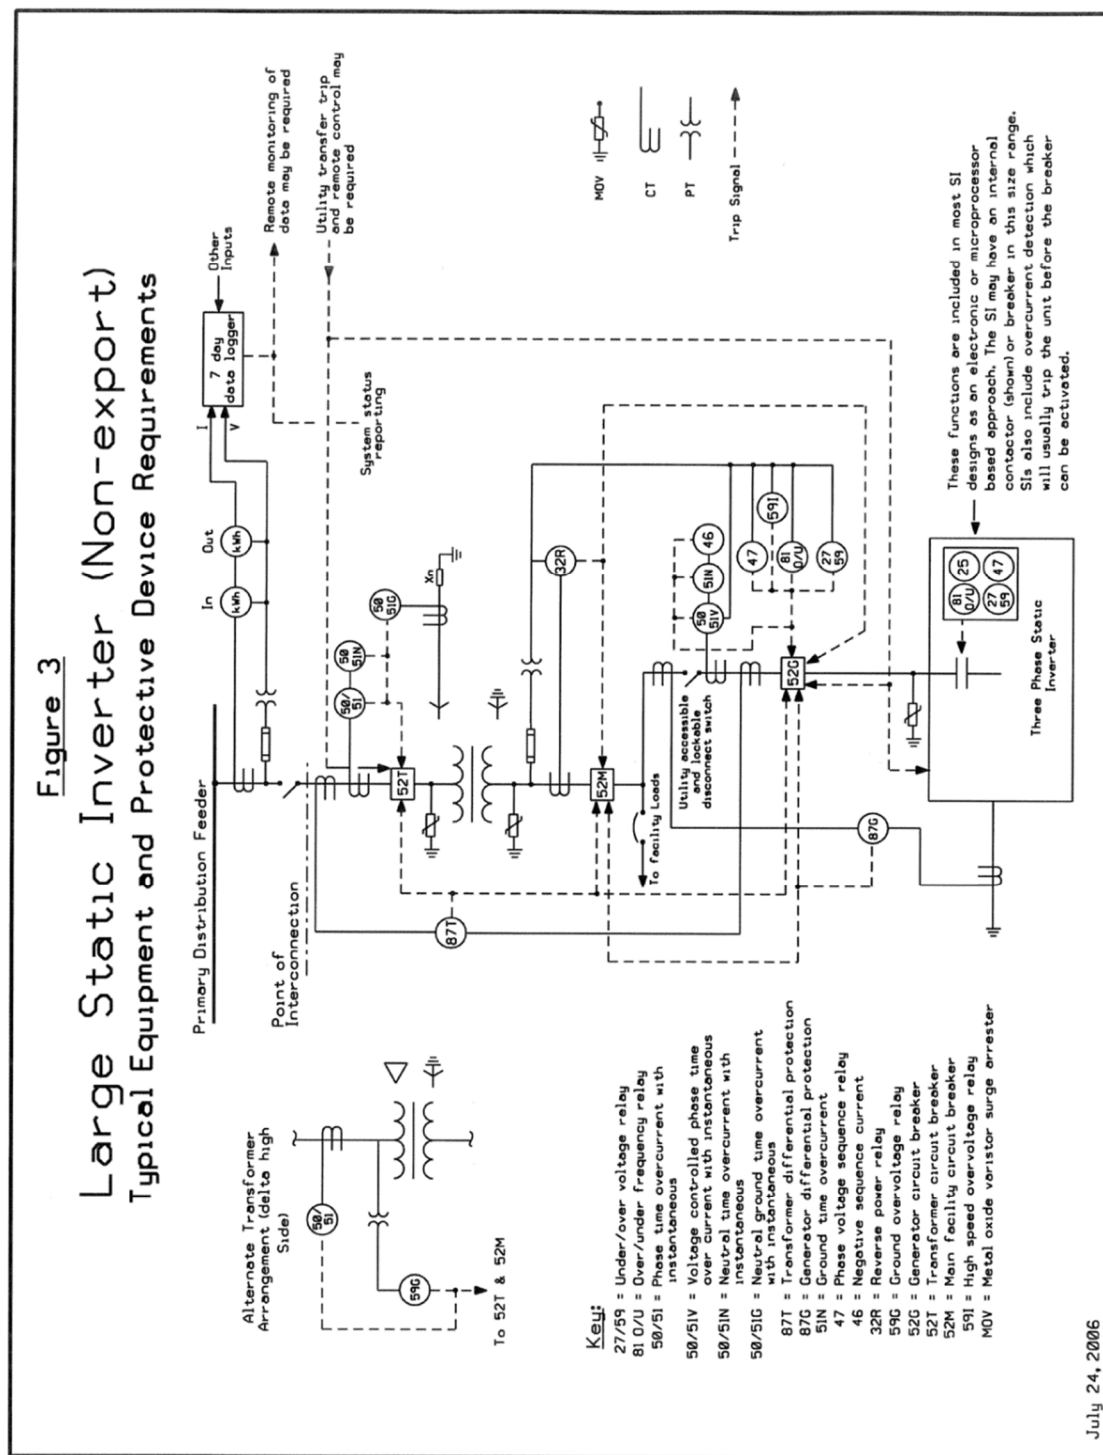 Figure 3
Large Static Inverter (Non-export)
Typical Equipment and Protective Device Requirements
Primary Distribution Feeder
In
Out
kWh
kWh
I
V
7 day
data logger
Other
Inputs
Remote monitoring of
data may be required
Utility transfer trip
and remote control may
be required
System status
reporting
Point of
Interconnection
50/
51
50
51N
50
51G
Xn
52T
87T
32R
52M
To facility Loads
Utility accessible
and lockable
disconnect switch
50
51V
51N
46
47
59I
81
O/U
27
59
52G
87G
MOV
CT
PT
Trip Signal
These functions are included in most SI
designs as an electronic or microprocessor
based approach. The SI may have an internal
contactor (shown) or breaker in this size range.
SIs also include overcurrent detection which
will usually trip the unit before the breaker
can be activated.
81
O/U
25
27
59
47
Three Phase Static
Inverter
Alternate Transformer
Arrangement (delta high
Side)
50/
51
59G
To 52T & 52M
Key:
27/59 = Under/over voltage relay
81 O/U = Over/under frequency relay
50/51 = Phase time overcurrent with
instantaneous
50/51V = Voltage controlled phase time
over current with instantaneous
50/51N = Neutral time overcurrent with
instantaneous
50/51G = Neutral ground time overcurrent
with instantaneous
87T = Transformer differential protection
87G = Generator differential protection
51N = Ground time overcurrent
47 = Phase voltage sequence relay
46 = Negative sequence current
32R = Reverse power relay
59G = Ground overvoltage relay
52G = Generator circuit breaker
52T = Transformer circuit breaker
52M = Main facility circuit breaker
59I = High speed overvoltage relay
MOV = Metal oxide varistor surge arrester
July 24, 2006